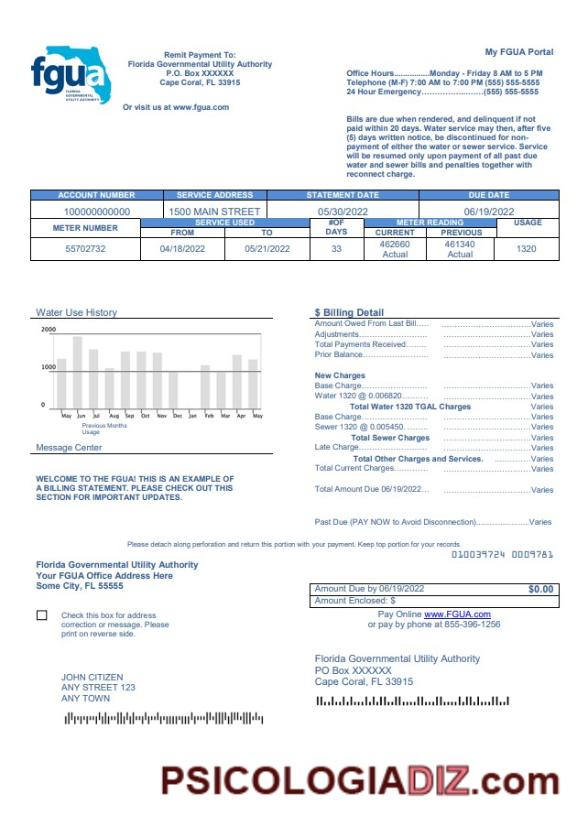 fgua
FLORIDA
GOVERNMENTAL
UTILITY AUTHORITY
Remit Payment To:
Florida Governmental Utility Authority
P.O. Box XXXXXX
Cape Coral, FL 33915
Or visit us at www.fgua.com
My FGUA Portal
Office Hours...............Monday - Friday 8 AM to 5 PM
Telephone (M-F) 7:00 AM to 7:00 PM (555) 555-5555
24 Hour Emergency.......................(555) 555-5555
Bills are due when rendered, and delinquent if not
paid within 20 days. Water service may then, after five
(5) days written notice, be discontinued for non-
payment of either the water or sewer service. Service
will be resumed only upon payment of all past due
water and sewer bills and penalties together with
reconnect charge.
ACCOUNT NUMBER SERVICE ADDRESS STATEMENT DATE DUE DATE
100000000000 1500 MAIN STREET 05/30/2022 06/19/2022
METER NUMBER SERVICE USED #OF DAYS METER READING USAGE
FROM TO CURRENT PREVIOUS
55702732 04/18/2022 05/21/2022 33 462660 Actual 461340 Actual 1320
Water Use History
2000
1000
0
May Jun Jul Aug Sep Oct Nov Dec Jan Feb Mar Apr May
Previous Months
Usage
Message Center
WELCOME TO THE FGUA! THIS IS AN EXAMPLE OF
A BILLING STATEMENT. PLEASE CHECK OUT THIS
SECTION FOR IMPORTANT UPDATES.
$ Billing Detail
Amount Owed From Last Bill..... ....................................Varies
Adjustments............................ ....................................Varies
Total Payments Received........ ....................................Varies
Prior Balance........................... ....................................Varies
New Charges
Base Charge........................... ....................................Varies
Water 1320 @ 0.006820.......... ....................................Varies
Total Water 1320 TGAL Charges ....................................Varies
Base Charge........................... ....................................Varies
Sewer 1320 @ 0.005450. ........ ....................................Varies
Total Sewer Charges ....................................Varies
Late Charge............................ ....................................Varies
Total Other Charges and Services. ...............Varies
Total Current Charges............. ....................................Varies
Total Amount Due 06/19/2022... ....................................Varies
Past Due (PAY NOW to Avoid Disconnection).....................Varies
Please detach along perforation and return this portion with your payment. Keep top portion for your records.
010039724 0009781
Florida Governmental Utility Authority
Your FGUA Office Address Here
Some City, FL 55555
Check this box for address
correction or message. Please
print on reverse side.
Amount Due by 06/19/2022 $0.00
Amount Enclosed: $
Pay Online www.FGUA.com
or pay by phone at 855-396-1256
JOHN CITIZEN
ANY STREET 123
ANY TOWN
Florida Governmental Utility Authority
PO Box XXXXXX
Cape Coral, FL 33915
PSICOLOGIADIZ.com